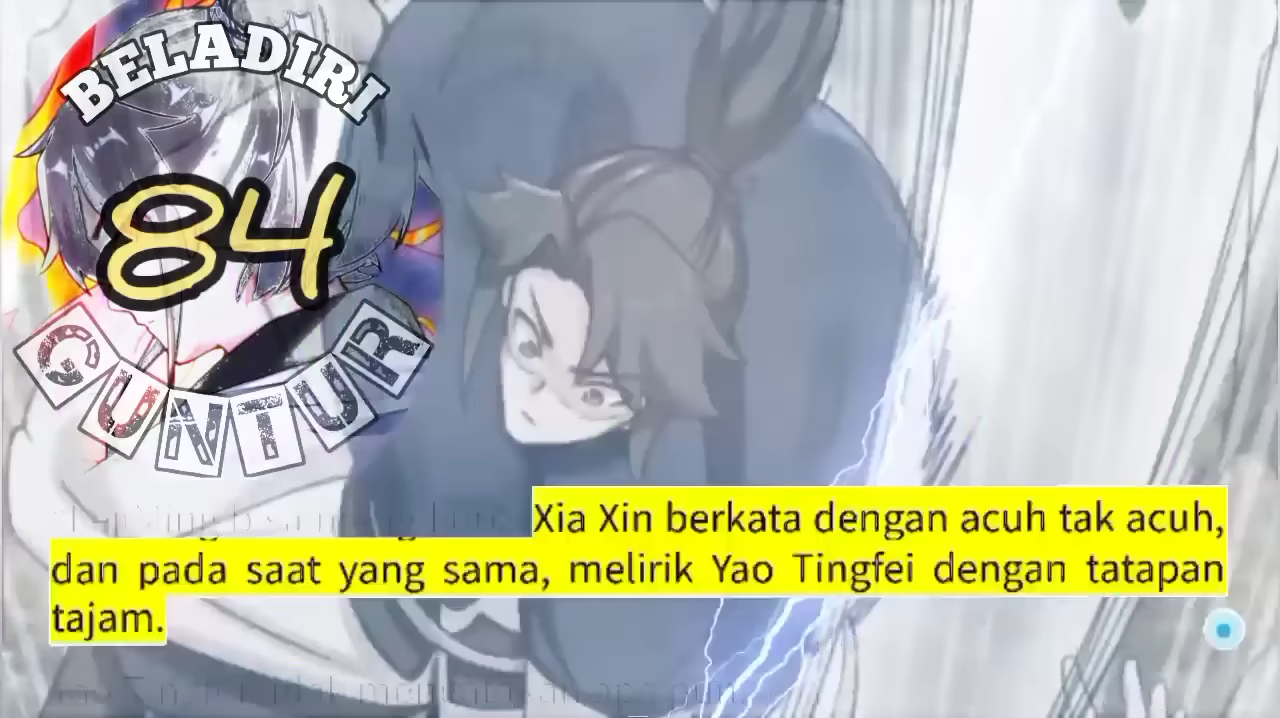 BELADIRI
84
GUNTUR
Xia Xin berkata dengan acuh tak acuh,
dan pada saat yang sama, melirik Yao Tingfei dengan tatapan
tajam.